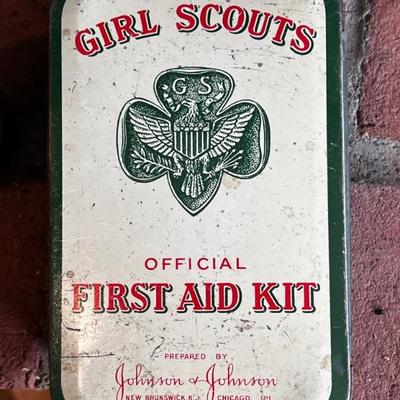 GIRL SCOUTS
G S
OFFICIAL
FIRST AID KIT
PREPARED BY
Johnson & Johnson
NEW BRUNSWICK N.J. CHICAGO ILL.